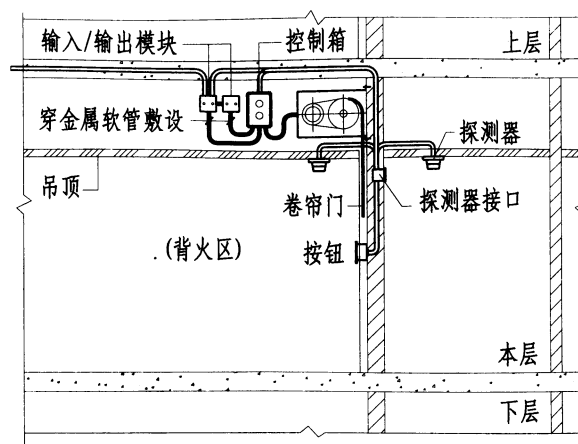 输入/输出模块
控制箱
上层
穿金属软管敷设
探测器
吊顶
卷帘门
探测器接口
.(背火区)
按钮
本层
下层